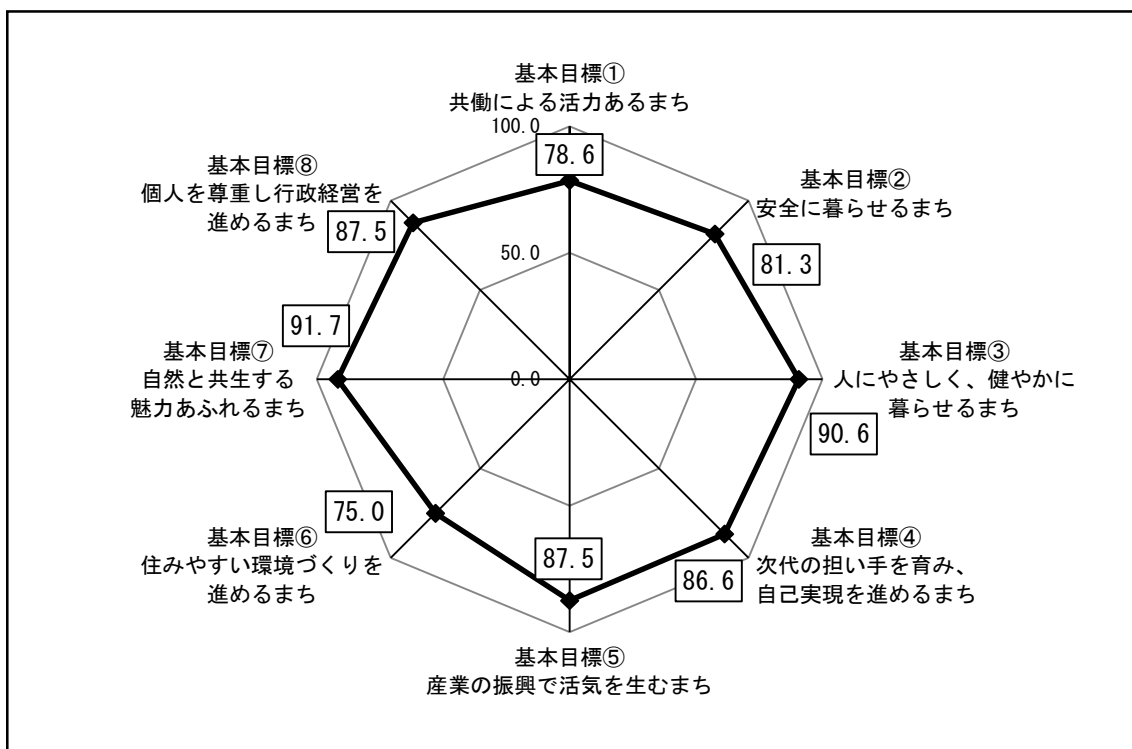 基本目標①
共働による活力あるまち
100.0
78.6
基本目標②
安全に暮らせるまち
81.3
基本目標③
人にやさしく、健やかに
暮らせるまち
90.6
基本目標④
次代の担い手を育み、
自己実現を進めるまち
86.6
基本目標⑤
産業の振興で活気を生むまち
87.5
基本目標⑥
住みやすい環境づくりを
進めるまち
75.0
基本目標⑦
自然と共生する
魅力あふれるまち
91.7
基本目標⑧
個人を尊重し行政経営を
進めるまち
87.5
50.0
0.0